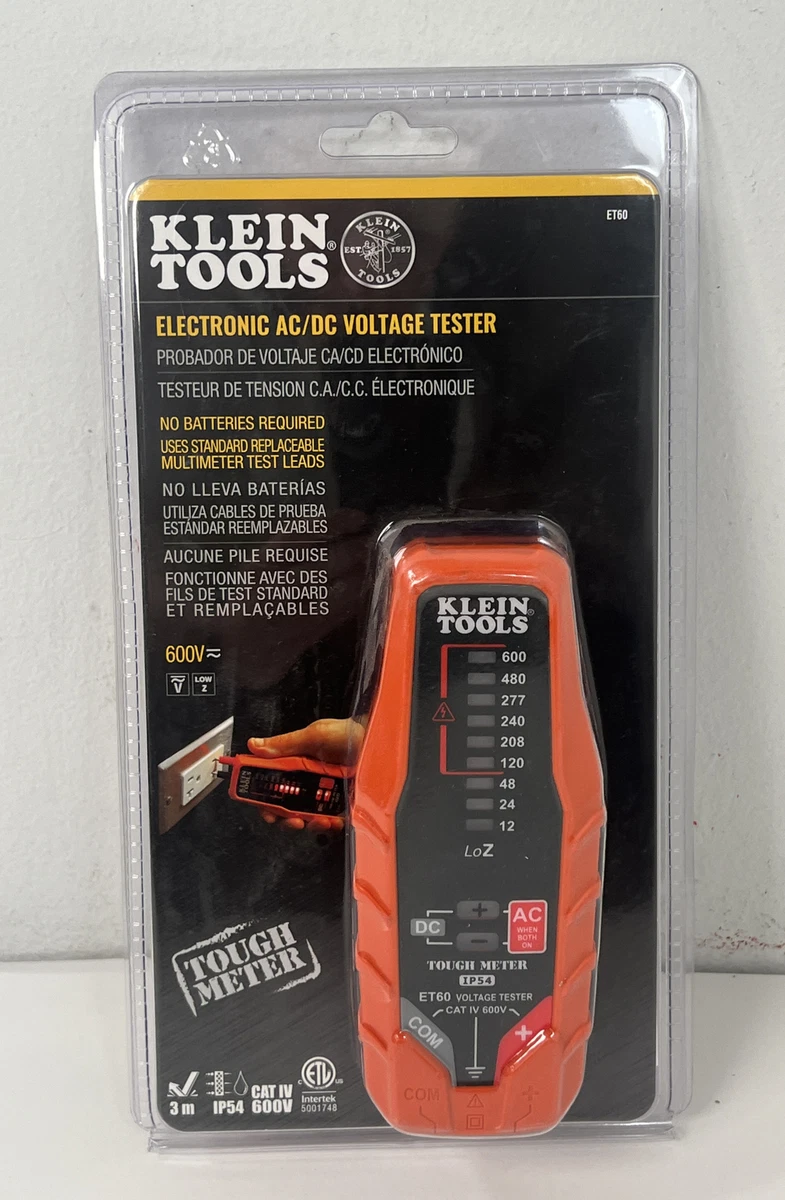 ET60
KLEIN
TOOLS®
KLEIN
EST. 1857
TOOLS
ELECTRONIC AC/DC VOLTAGE TESTER
PROBADOR DE VOLTAJE CA/CD ELECTRÓNICO
TESTEUR DE TENSION C.A./C.C. ÉLECTRONIQUE
NO BATTERIES REQUIRED
USES STANDARD REPLACEABLE
MULTIMETER TEST LEADS
NO LLEVA BATERÍAS
UTILIZA CABLES DE PRUEBA
ESTÁNDAR REEMPLAZABLES
AUCUNE PILE REQUISE
FONCTIONNE AVEC DES
FILS DE TEST STANDARD
ET REMPLAÇABLES
600V
V
LOW
Z
TOUGH
METER
3 m
IP54
CAT IV
600V
c ETL us
Intertek
5001748
KLEIN
TOOLS®
600
480
277
240
208
120
48
24
12
LoZ
DC
+
−
AC
WHEN
BOTH
ON
TOUGH METER
IP54
ET60 VOLTAGE TESTER
CAT IV 600V
COM
+
COM
+